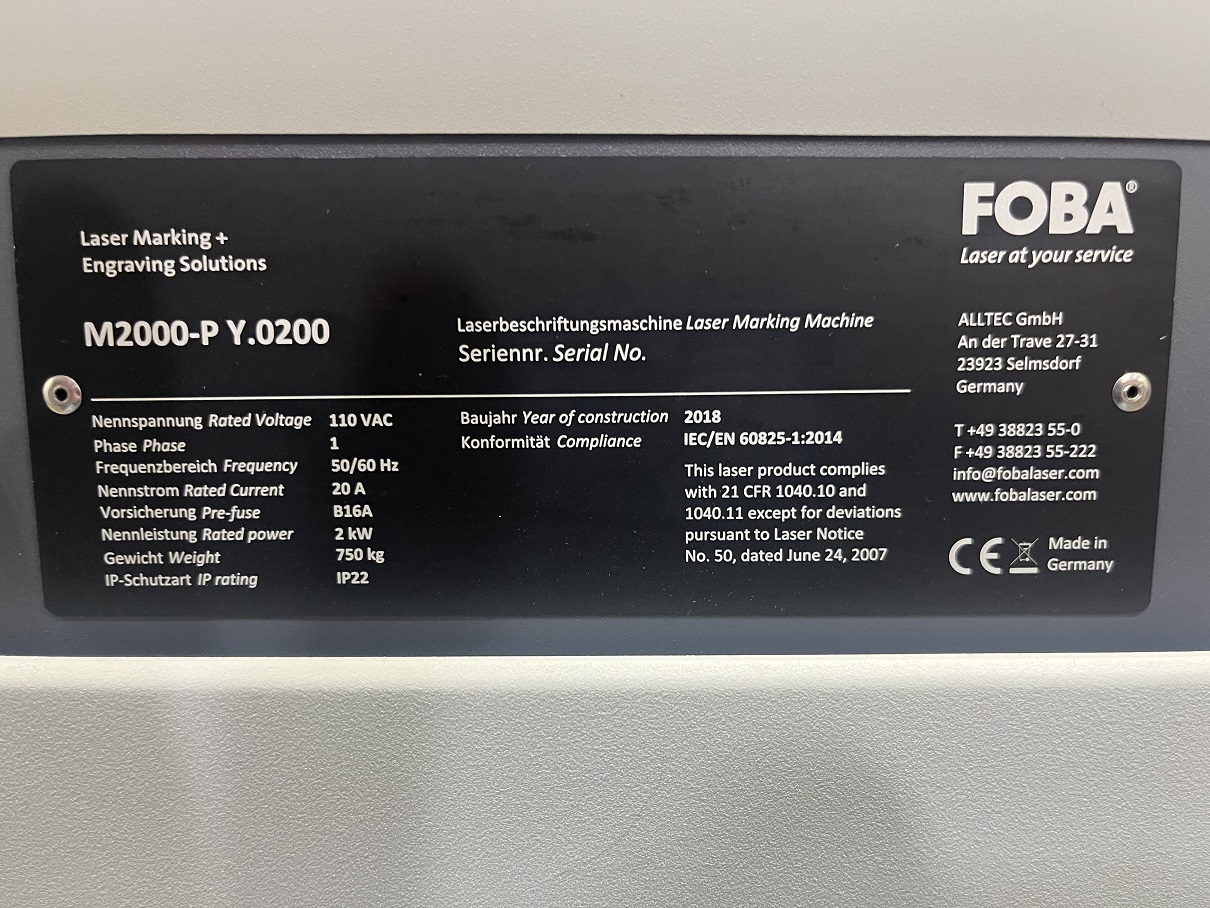 FOBA®
Laser at your service
Laser Marking +
Engraving Solutions
M2000-P Y.0200
Laserbeschriftungsmaschine Laser Marking Machine
Seriennr. Serial No.
ALLTEC GmbH
An der Trave 27-31
23923 Selmsdorf
Germany
Nennspannung Rated Voltage 110 VAC
Phase Phase 1
Frequenzbereich Frequency 50/60 Hz
Nennstrom Rated Current 20 A
Vorsicherung Pre-fuse B16A
Nennleistung Rated power 2 kW
Gewicht Weight 750 kg
IP-Schutzart IP rating IP22
Baujahr Year of construction 2018
Konformität Compliance IEC/EN 60825-1:2014
This laser product complies
with 21 CFR 1040.10 and
1040.11 except for deviations
pursuant to Laser Notice
No. 50, dated June 24, 2007
T +49 38823 55-0
F +49 38823 55-222
info@fobalaser.com
www.fobalaser.com
CE
Made in
Germany